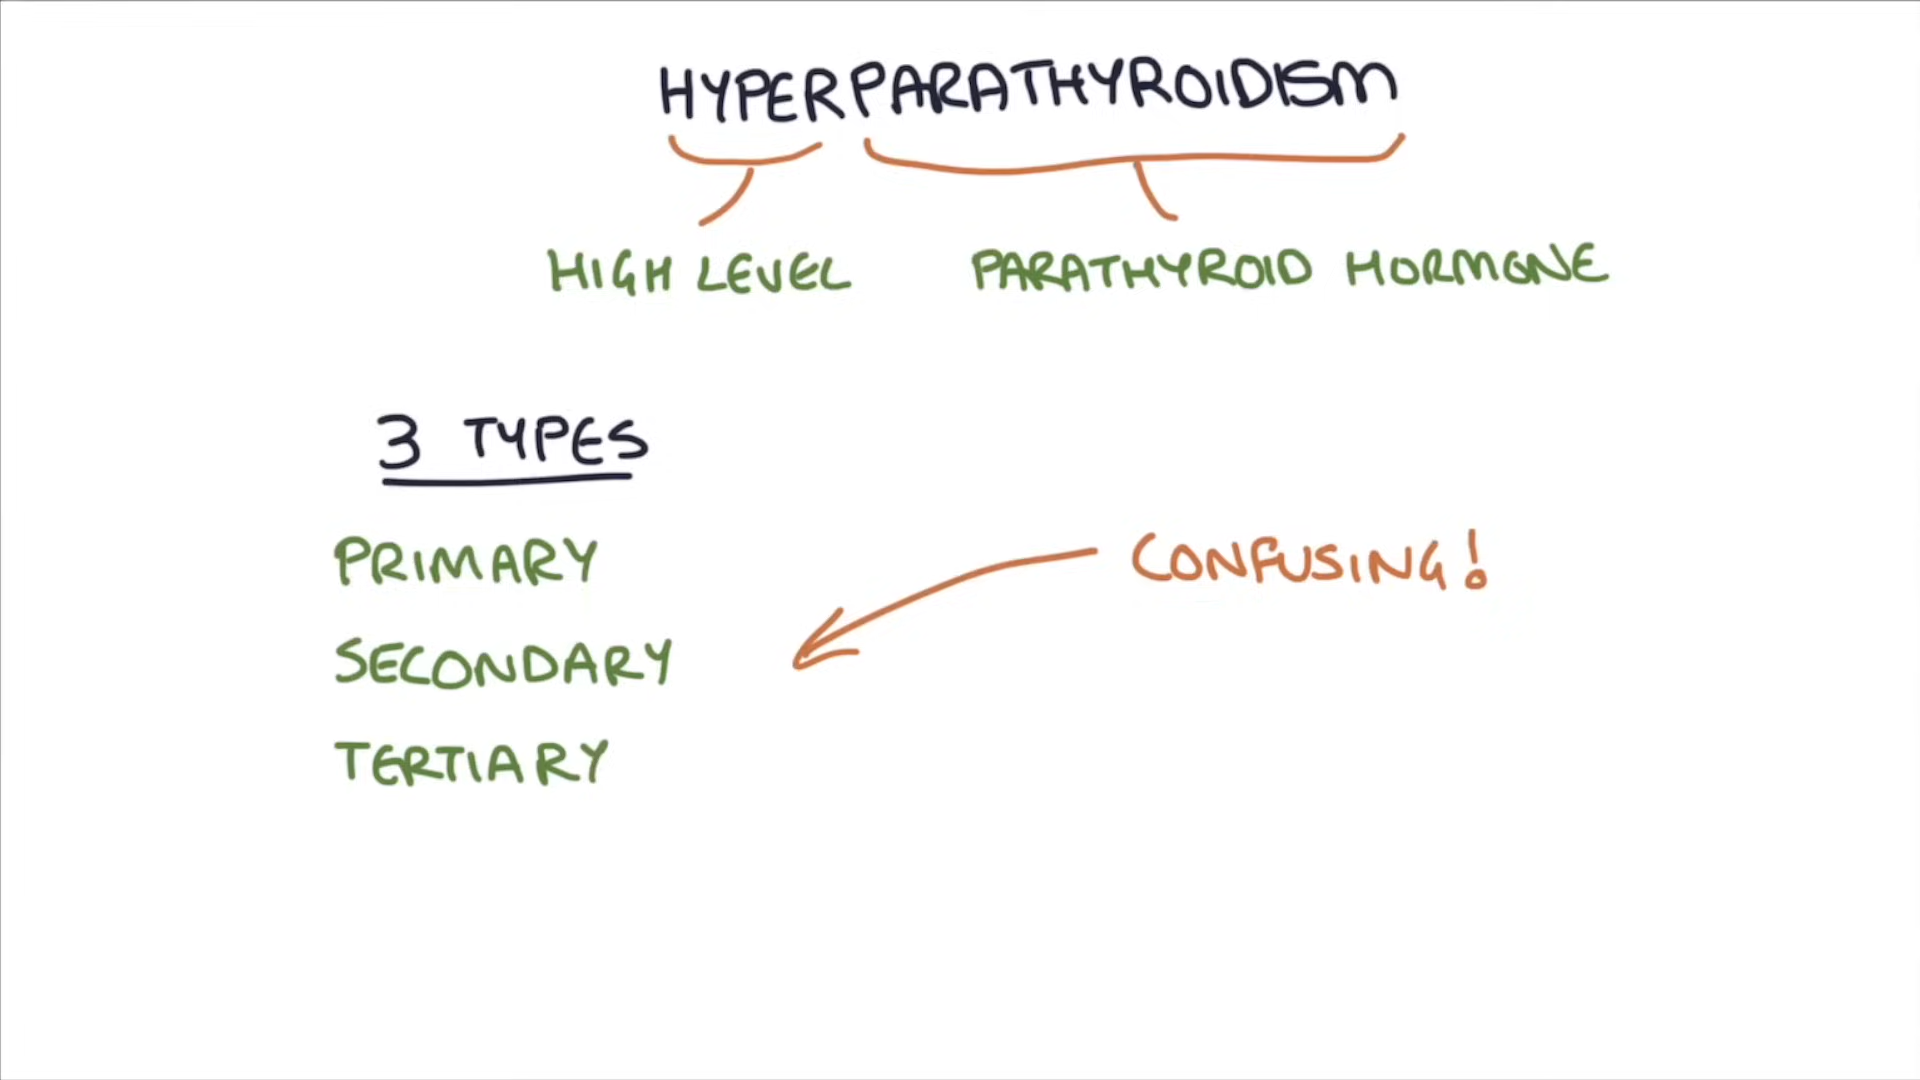 HYPERPARATHYROIDISM
HIGH LEVEL PARATHYROID HORMONE
3 TYPES
PRIMARY
CONFUSING!
SECONDARY
TERTIARY